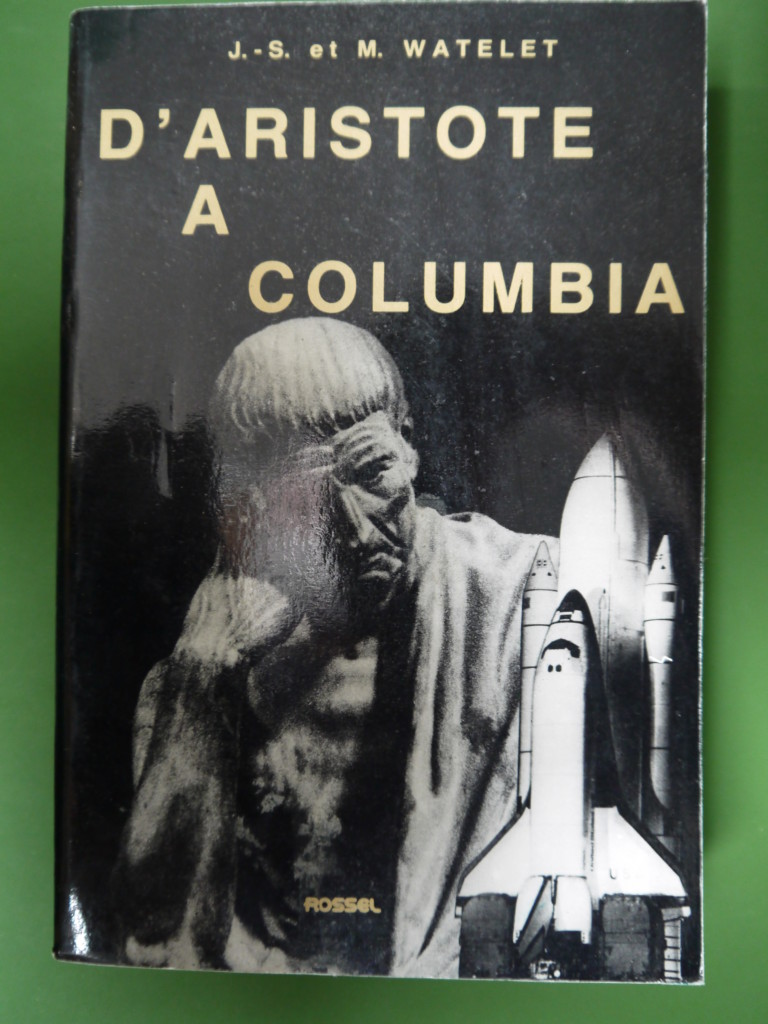 J.-S. et M. WATELET
D'ARISTOTE
A
COLUMBIA
ROSSEL